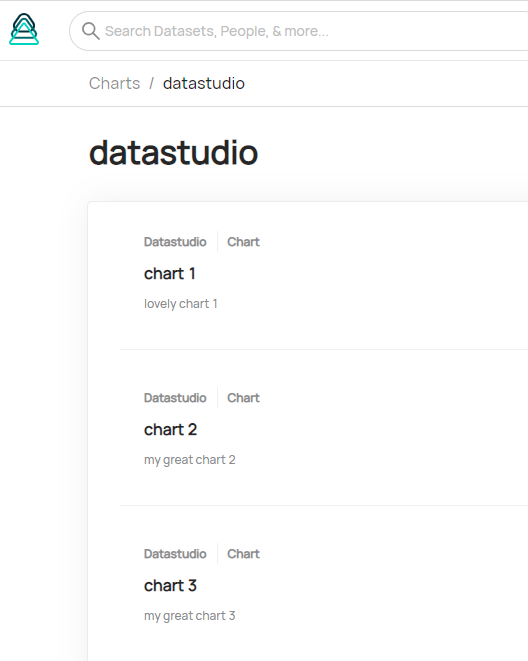 Search Datasets, People, & more...
Charts / datastudio
datastudio
Datastudio Chart
chart 1
lovely chart 1
Datastudio Chart
chart 2
my great chart 2
Datastudio Chart
chart 3
my great chart 3